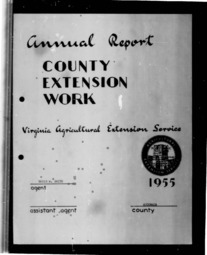 Annual Report
COUNTY
EXTENSION
WORK
Virginia Agricultural Extension Service
1955
agent
assistant agent
county